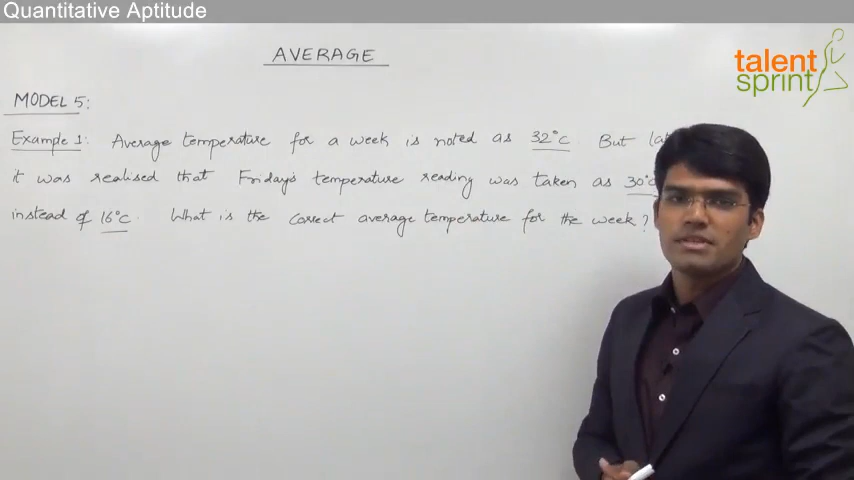 Quantitative Aptitude
AVERAGE
talent
sprint
MODEL 5:
Example 1: Average temperature for a week is noted as 32°C. But
it was realised that Friday's temperature reading was taken as 30°C
instead of 16°C. What is the correct average temperature for the week?